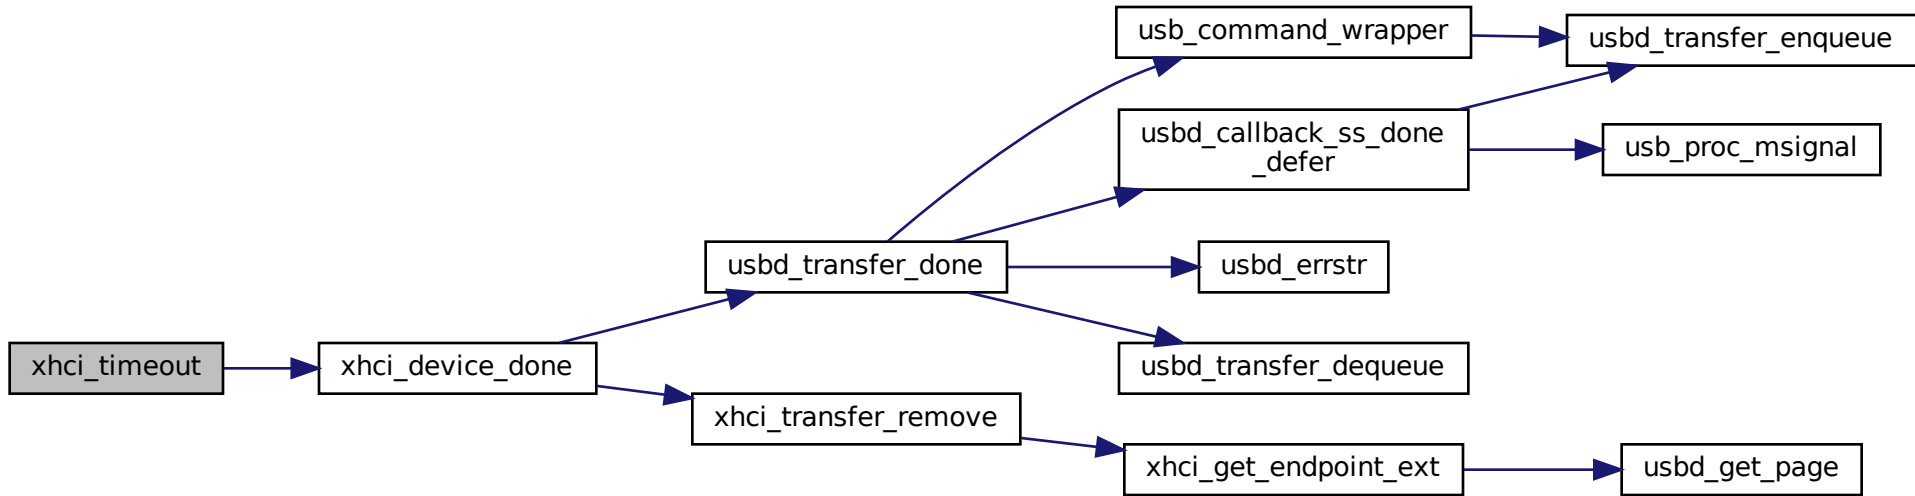 usb_command_wrapper
usbd_transfer_enqueue
usbd_callback_ss_done
_defer
usb_proc_msignal
usbd_transfer_done
usbd_errstr
xhci_timeout
xhci_device_done
usbd_transfer_dequeue
xhci_transfer_remove
xhci_get_endpoint_ext
usbd_get_page